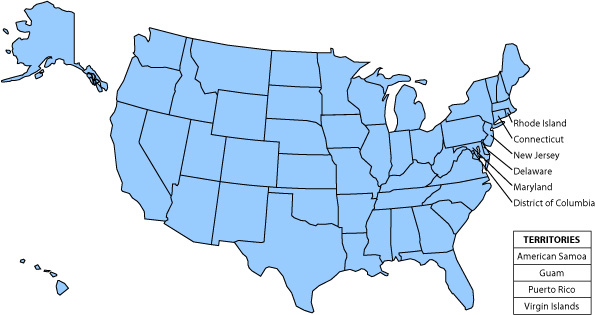 Rhode Island
Connecticut
New Jersey
Delaware
Maryland
District of Columbia
TERRITORIES
American Samoa
Guam
Puerto Rico
Virgin Islands